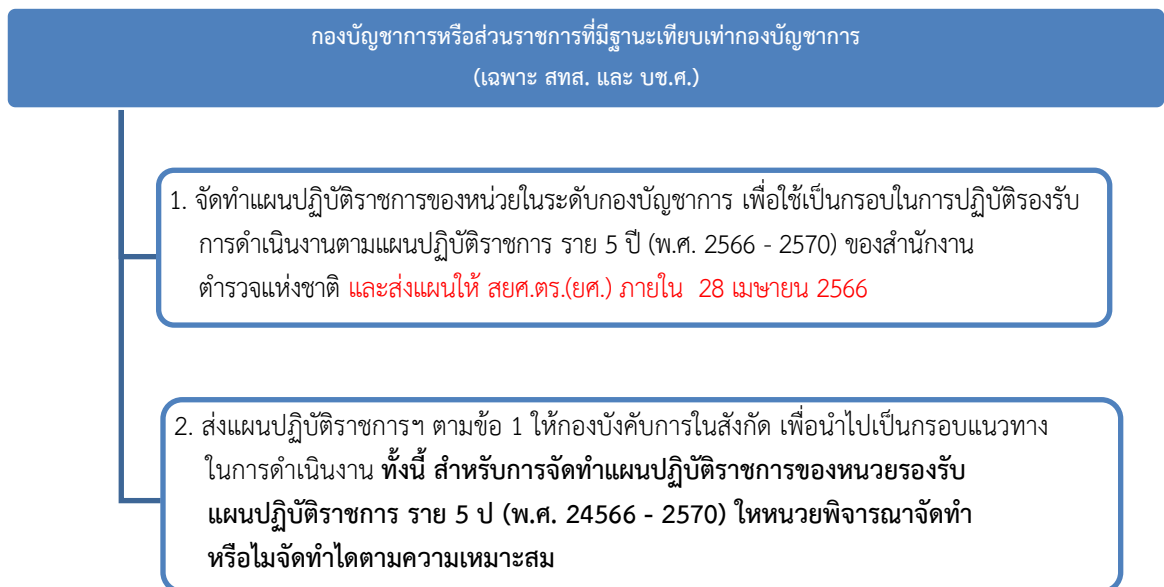 กองบัญชาการหรือส่วนราชการที่มีฐานะเทียบเท่ากองบัญชาการ
(เฉพาะ สทส. และ บช.ศ.)
1. จัดทำแผนปฏิบัติราชการของหน่วยในระดับกองบัญชาการ เพื่อใช้เป็นกรอบในการปฏิบัติรองรับ
การดำเนินงานตามแผนปฏิบัติราชการ ราย 5 ปี (พ.ศ. 2566 - 2570) ของสำนักงาน
ตำรวจแห่งชาติ และส่งแผนให้ สยศ.ตร.(ยศ.) ภายใน 28 เมษายน 2566
2. ส่งแผนปฏิบัติราชการฯ ตามข้อ 1 ให้กองบังคับการในสังกัด เพื่อนำไปเป็นกรอบแนวทาง
ในการดำเนินงาน ทั้งนี้ สำหรับการจัดทำแผนปฏิบัติราชการของหนวยรองรับ
แผนปฏิบัติราชการ ราย 5 ป (พ.ศ. 24566 - 2570) ใหหนวยพิจารณาจัดทำ
หรือไมจัดทำไดตามความเหมาะสม